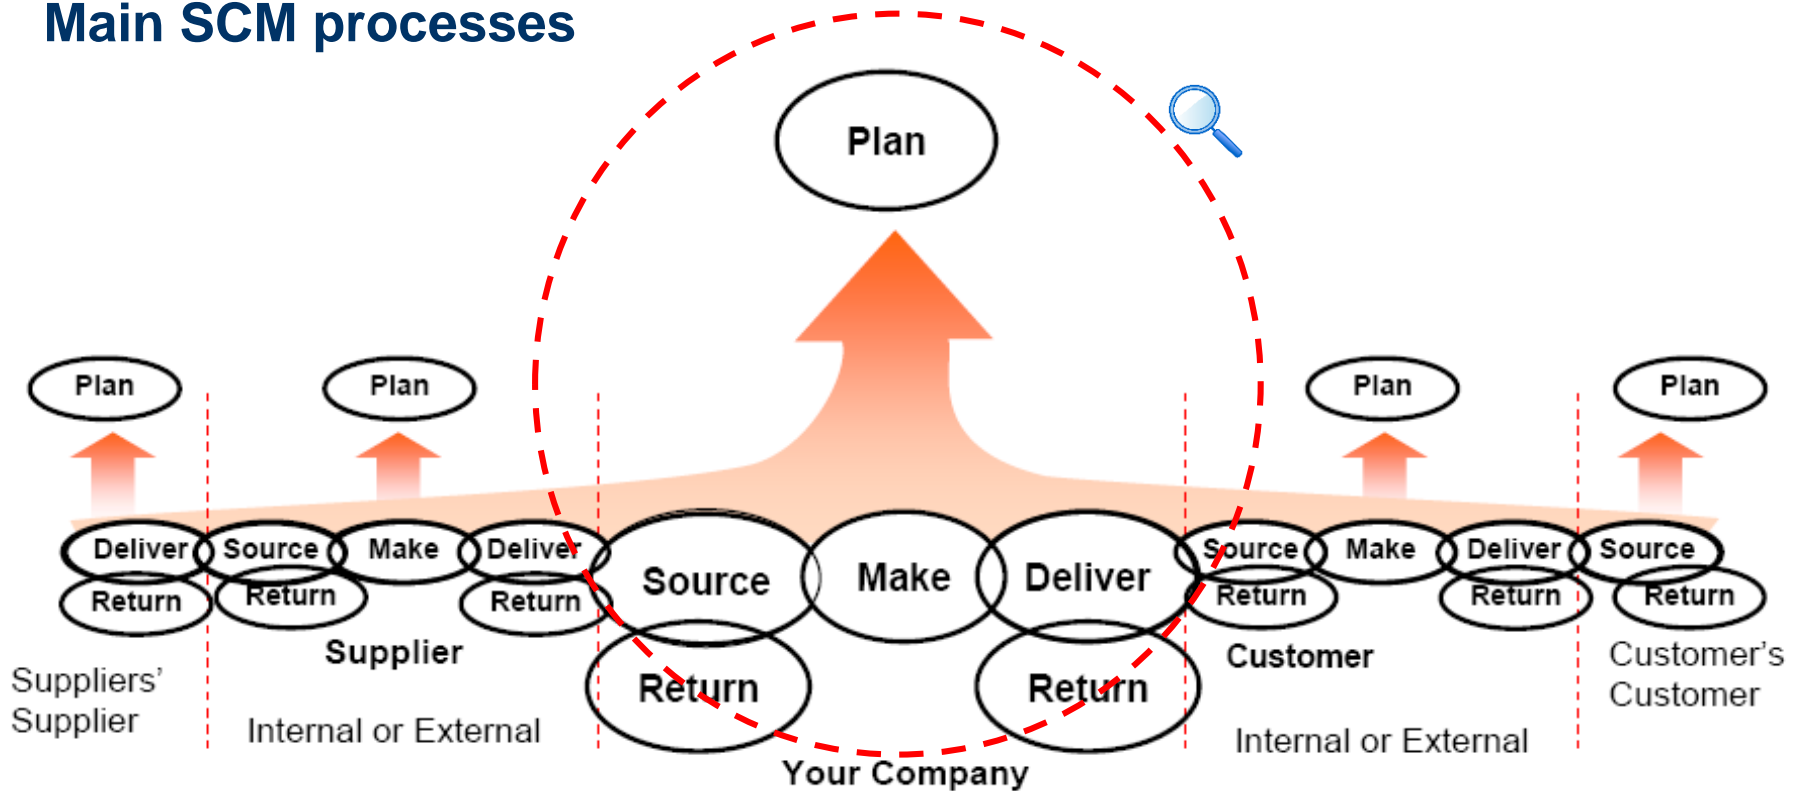 Main SCM processes
Plan
Plan
Plan
Plan
Plan
Deliver
Source
Make
Deliver
Source
Make
Deliver
Source
Make
Deliver
Source
Return
Return
Return
Return
Return
Return
Return
Return
Suppliers’
Supplier
Supplier
Internal or External
Your Company
Customer
Internal or External
Customer’s
Customer